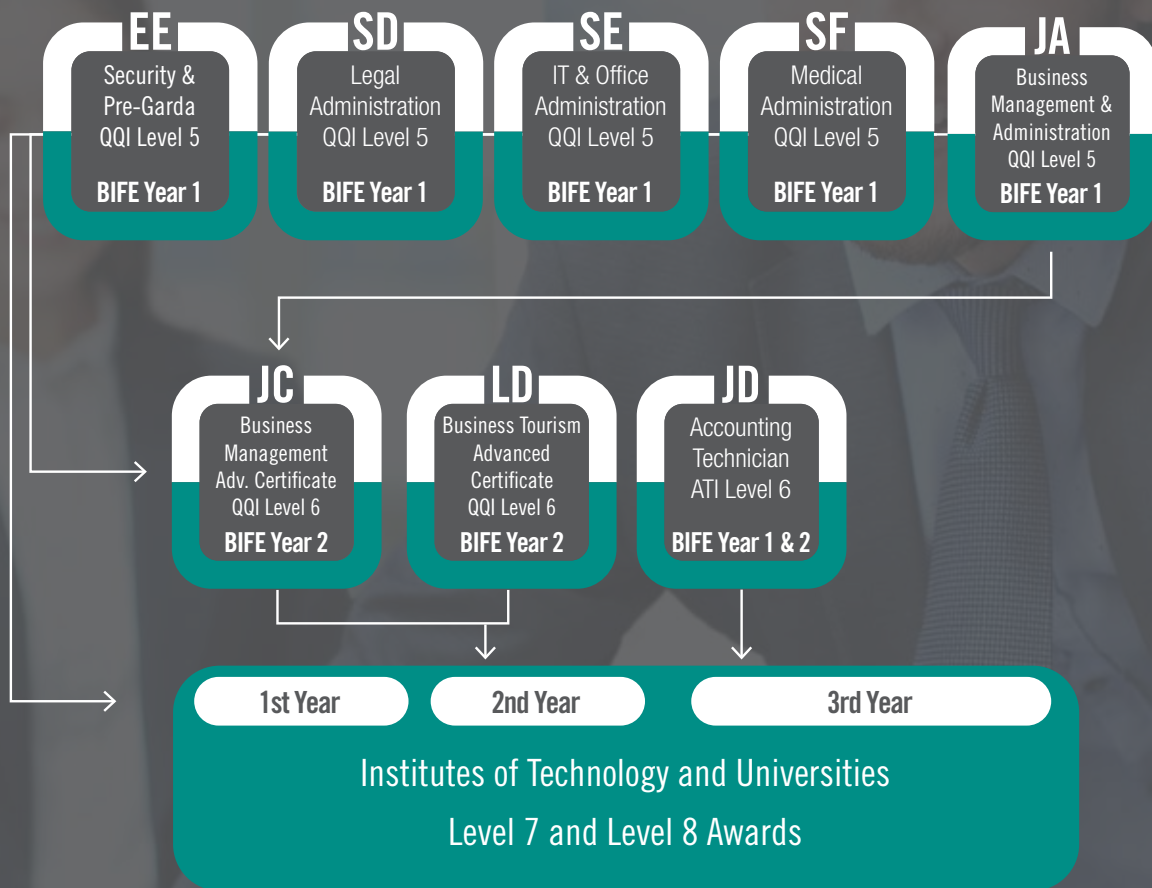 EE
Security &
Pre-Garda
QQI Level 5
BIFE Year 1
SD
Legal
Administration
QQI Level 5
BIFE Year 1
SE
IT & Office
Administration
QQI Level 5
BIFE Year 1
SF
Medical
Administration
QQI Level 5
BIFE Year 1
JA
Business
Management &
Administration
QQI Level 5
BIFE Year 1
JC
Business
Management
Adv. Certificate
QQI Level 6
BIFE Year 2
LD
Business Tourism
Advanced
Certificate
QQI Level 6
BIFE Year 2
JD
Accounting
Technician
ATI Level 6
BIFE Year 1 & 2
1st Year
2nd Year
3rd Year
Institutes of Technology and Universities
Level 7 and Level 8 Awards